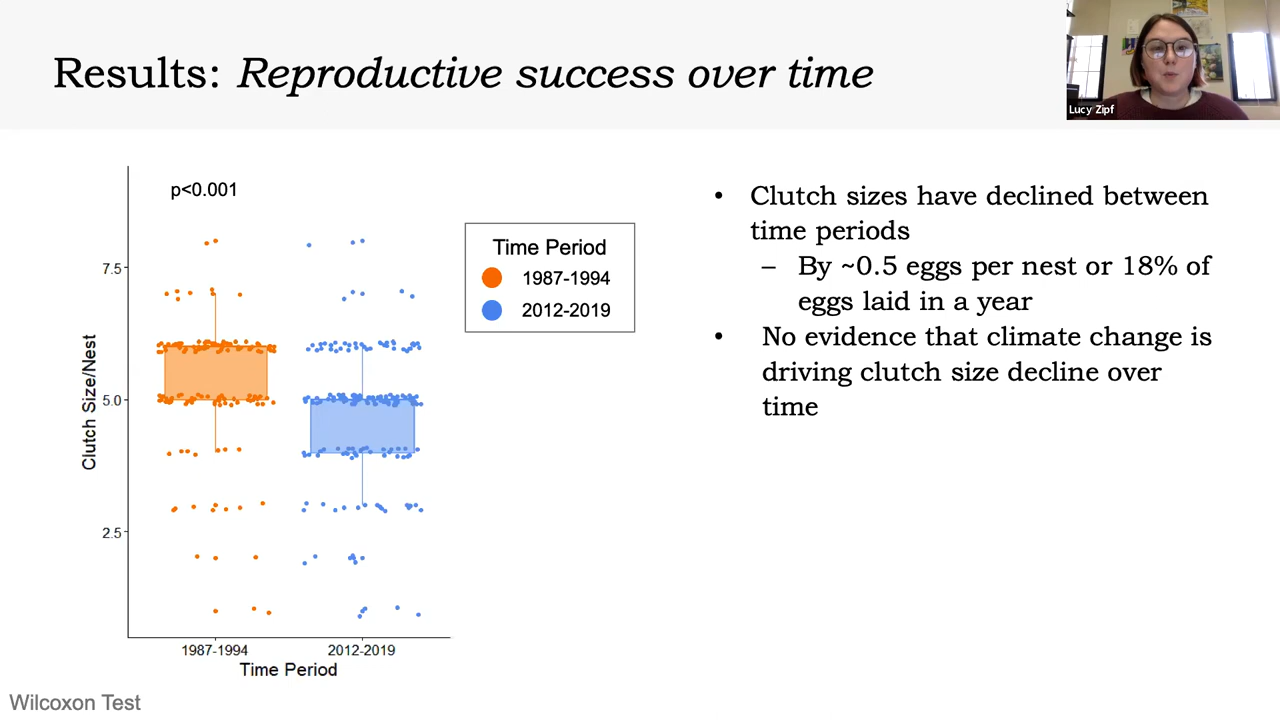 Results: Reproductive success over time
Lucy Zipf
p<0.001
7.5
5.0
2.5
Clutch Size/Nest
1987-1994
2012-2019
Time Period
Time Period
1987-1994
2012-2019
• Clutch sizes have declined between
time periods
– By ~0.5 eggs per nest or 18% of
eggs laid in a year
• No evidence that climate change is
driving clutch size decline over
time
Wilcoxon Test